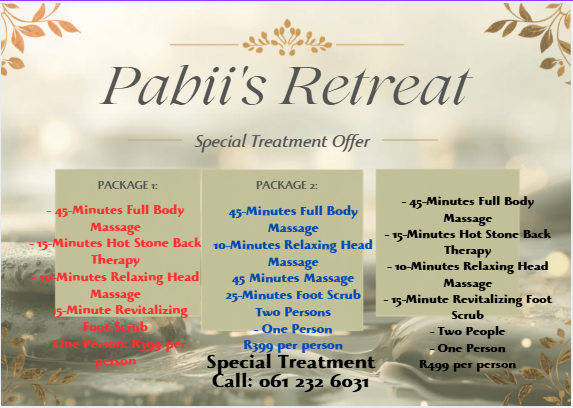 Pabii's Retreat
Special Treatment Offer
PACKAGE 1:
- 45-Minutes Full Body
Massage
- 15-Minutes Hot Stone Back
Therapy
- 10-Minutes Relaxing Head
Massage
15-Minute Revitalizing
Foot Scrub
One Person: R399 per
person
PACKAGE 2:
45-Minutes Full Body
Massage
10-Minutes Relaxing Head
Massage
45 Minutes Massage
25-Minutes Foot Scrub
Two Persons
- One Person
R399 per person
- 45-Minutes Full Body
Massage
- 15-Minutes Hot Stone Back
Therapy
- 10-Minutes Relaxing Head
Massage
- 15-Minute Revitalizing Foot
Scrub
- Two People
- One Person
R499 per person
Special Treatment
Call: 061 232 6031